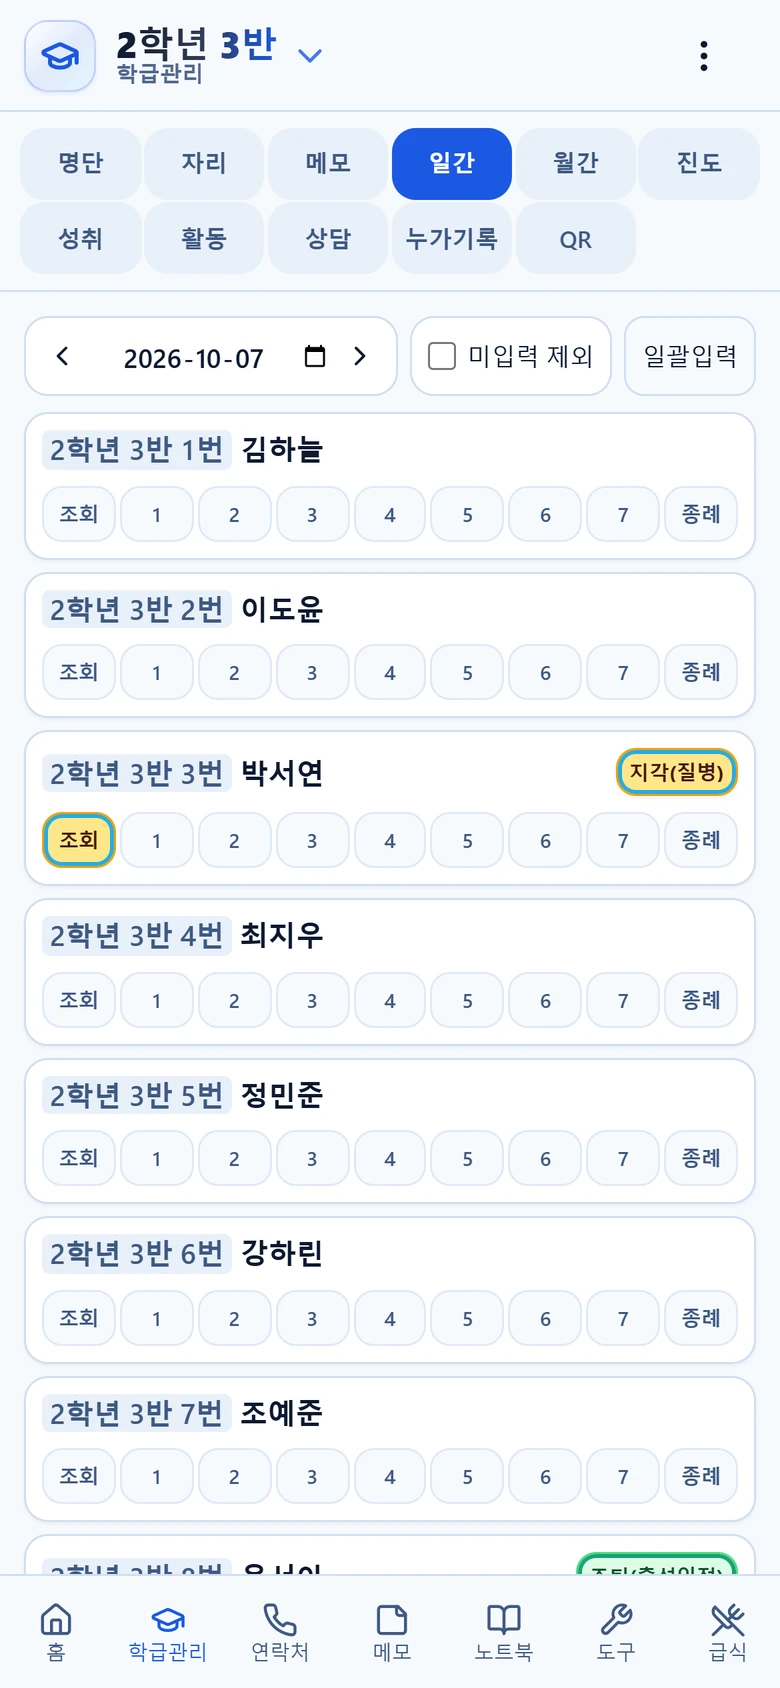 2학년 3반
학급관리
명단 자리 메모 일간 월간 진도
성취 활동 상담 누가기록 QR
2026-10-07 미입력 제외 일괄입력
2학년 3반 1번 김하늘
조회 1 2 3 4 5 6 7 종례
2학년 3반 2번 이도윤
조회 1 2 3 4 5 6 7 종례
2학년 3반 3번 박서연 지각(질병)
조회 1 2 3 4 5 6 7 종례
2학년 3반 4번 최지우
조회 1 2 3 4 5 6 7 종례
2학년 3반 5번 정민준
조회 1 2 3 4 5 6 7 종례
2학년 3반 6번 강하린
조회 1 2 3 4 5 6 7 종례
2학년 3반 7번 조예준
조회 1 2 3 4 5 6 7 종례
2학년 3반 8번
홈 학급관리 연락처 메모 노트북 도구 급식